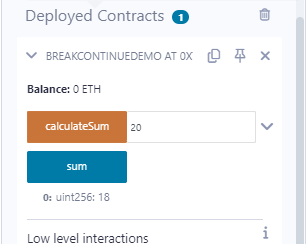 Deployed Contracts 1
BREAKCONTINUEDEMO AT 0X
Balance: 0 ETH
calculateSum 20
sum
0: uint256: 18
Low level interactions i